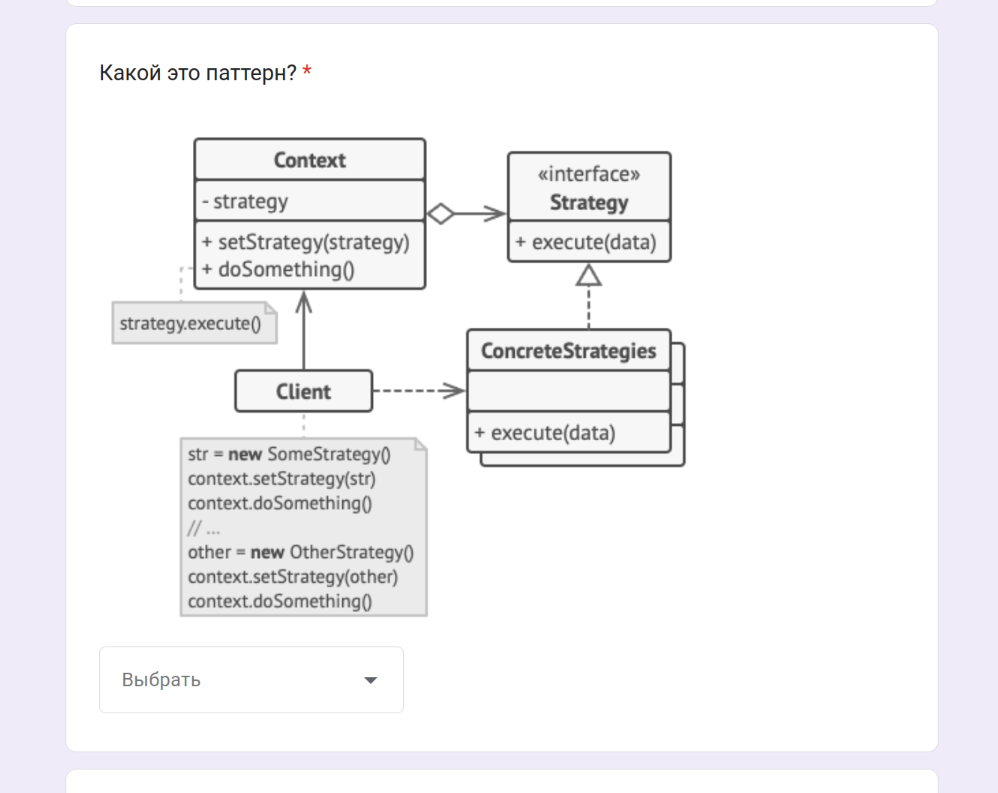 Какой это паттерн? *
Context
- strategy
+ setStrategy(strategy)
+ doSomething()
«interface»
Strategy
+ execute(data)
strategy.execute()
Client
ConcreteStrategies
+ execute(data)
str = new SomeStrategy()
context.setStrategy(str)
context.doSomething()
// ...
other = new OtherStrategy()
context.setStrategy(other)
context.doSomething()
Выбрать